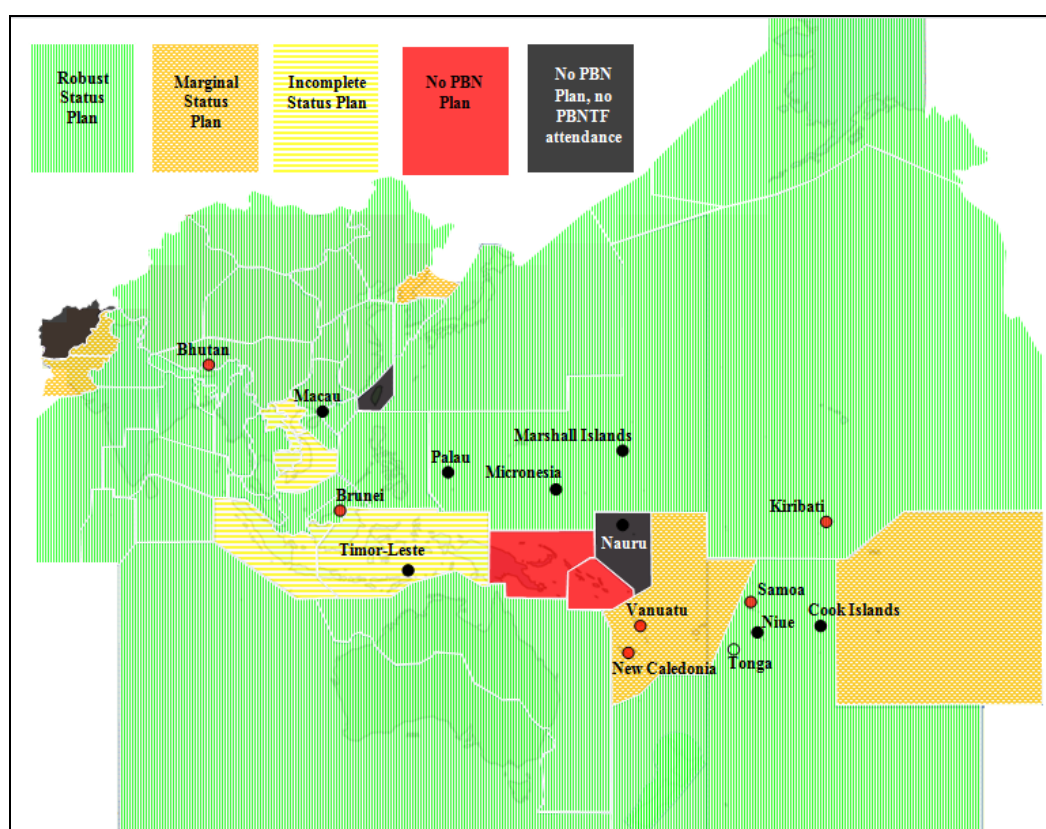 Robust
Status
Plan
Marginal
Status
Plan
Incomplete
Status Plan
No PBN
Plan
No PBN
Plan, no
PBNTF
attendance
Bhutan
Macau
Marshall Islands
Palau
Micronesia
Brunei
Kiribati
Nauru
Timor-Leste
Samoa
Vanuatu
Cook Islands
Niue
New Caledonia
Tonga